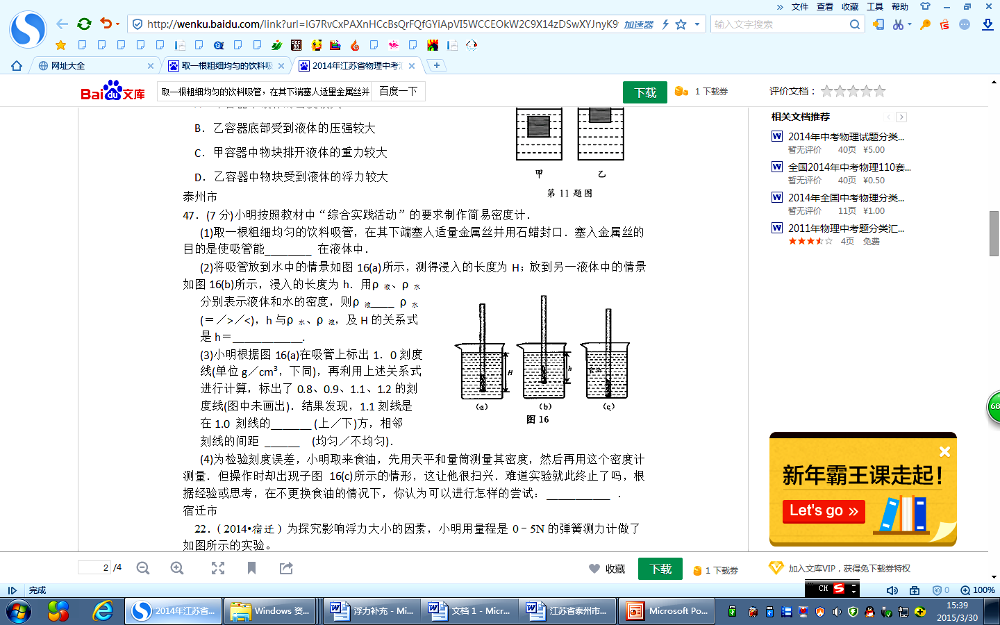 » 文件 查看 收藏 工具 帮助
http://wenku.baidu.com/link?url=IG7RvCxPAXnHCcBsQrFQfGYiApVI5WCCEOkW2C9X14zDSwXYJnyK9 加速器
输入文字搜索
网址大全
取一根粗细均匀的饮料吸
2014年江苏省物理中考汇
Bai du 文库
取一根粗细均匀的饮料吸管，在其下端塞人适量金属丝并
百度一下
下载
1 下载券
评价文档：
B．乙容器底部受到液体的压强较大
C．甲容器中物块排开液体的重力较大
D．乙容器中物块受到液体的浮力较大
甲 乙
第 11 题图
泰州市
47．(7 分)小明按照教材中“综合实践活动”的要求制作简易密度计．
(1)取一根粗细均匀的饮料吸管，在其下端塞人适量金属丝并用石蜡封口．塞入金属丝的
目的是使吸管能________ 在液体中．
(2)将吸管放到水中的情景如图 16(a)所示，测得浸入的长度为 H；放到另一液体中的情景
如图 16(b)所示，浸入的长度为 h．用ρ 液、ρ 水
分别表示液体和水的密度，则ρ 液____ ρ 水
(＝／>／<)，h 与ρ 水、ρ 液，及 H 的关系式
是 h＝____________.
(3)小明根据图 16(a)在吸管上标出 1．0 刻度
线(单位 g／cm³，下同)，再利用上述关系式
进行计算，标出了 0.8、0.9、1.1、1.2 的刻
度线(图中未画出)．结果发现，1.1 刻线是
在 1.0 刻线的_______ (上／下)方，相邻
刻线的间距 ______ (均匀／不均匀)．
H
h
食油
(a) (b) (c)
图 16
(4)为检验刻度误差，小明取来食油，先用天平和量筒测量其密度，然后再用这个密度计
测量．但操作时却出现子图 16(c)所示的情形，这让他很扫兴．难道实验就此终止了吗，根
据经验或思考，在不更换食油的情况下，你认为可以进行怎样的尝试：___________ ．
宿迁市
22．（2014•宿迁）为探究影响浮力大小的因素，小明用量程是 0﹣5N 的弹簧测力计做了
如图所示的实验。
相关文档推荐
2014年中考物理试题分类...
暂无评价 40页 ¥5.00
全国2014年中考物理110套...
暂无评价 40页 ¥0.50
2014年全国中考物理分类...
暂无评价 11页 ¥1.00
2011年物理中考题分类汇...
4页 免费
68
新年霸王课走起！
Let's go »
2 /4
收藏
下载
1 下载券
加入文库VIP，获得免下载券特权
完成
CH
0
100%
2014年江苏省...
Windows 资...
浮力补充 - Mi...
文档 1 - Micr...
江苏省泰州市...
Microsoft Po...
15:39
2015/3/30